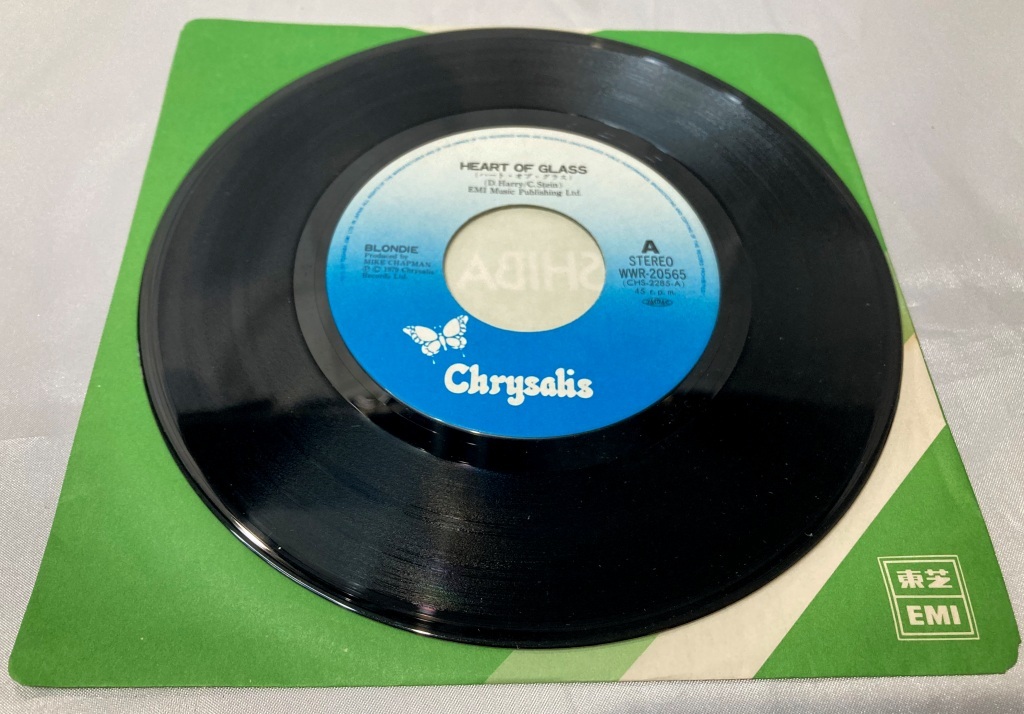 HEART OF GLASS
(ハート・オブ・グラス)
(D. Harry/C. Stein)
EMI Music Publishing Ltd.
BLONDIE
Produced by
MIKE CHAPMAN
Ⓟ © 1978 Chrysalis
Records Ltd.
A
STEREO
WWR-20565
(CHS-2285-A)
45 r.p.m.
SHIBA
Chrysalis
東芝
EMI